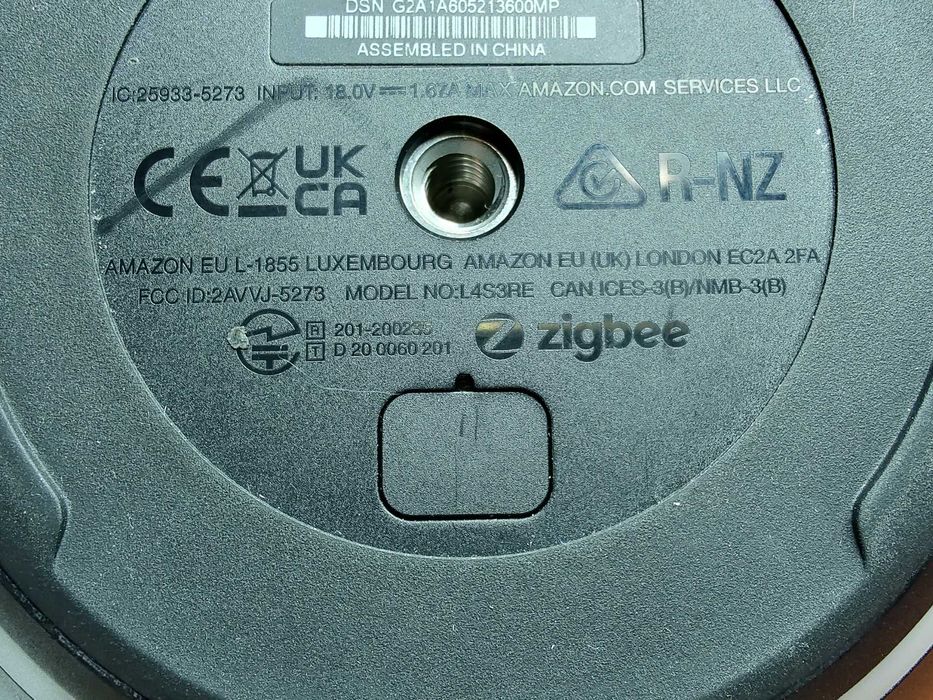 DSN G2A1A605213600MP
ASSEMBLED IN CHINA
IC:25933-5273 INPUT: 18.0V⎓1.67A MAX AMAZON.COM SERVICES LLC
CE UK CA R-NZ
AMAZON EU L-1855 LUXEMBOURG AMAZON EU (UK) LONDON EC2A 2FA
FCC ID:2AVVJ-5273 MODEL NO:L4S3RE CAN ICES-3(B)/NMB-3(B)
R 201-200235 zigbee
T D 20 0060 201